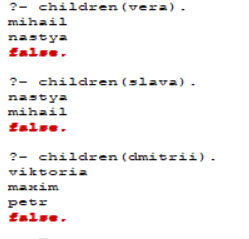 ?- children(vera).
mihail
nastya
false.
?- children(slava).
nastya
mihail
false.
?- children(dmitrii).
viktoria
maxim
petr
false.